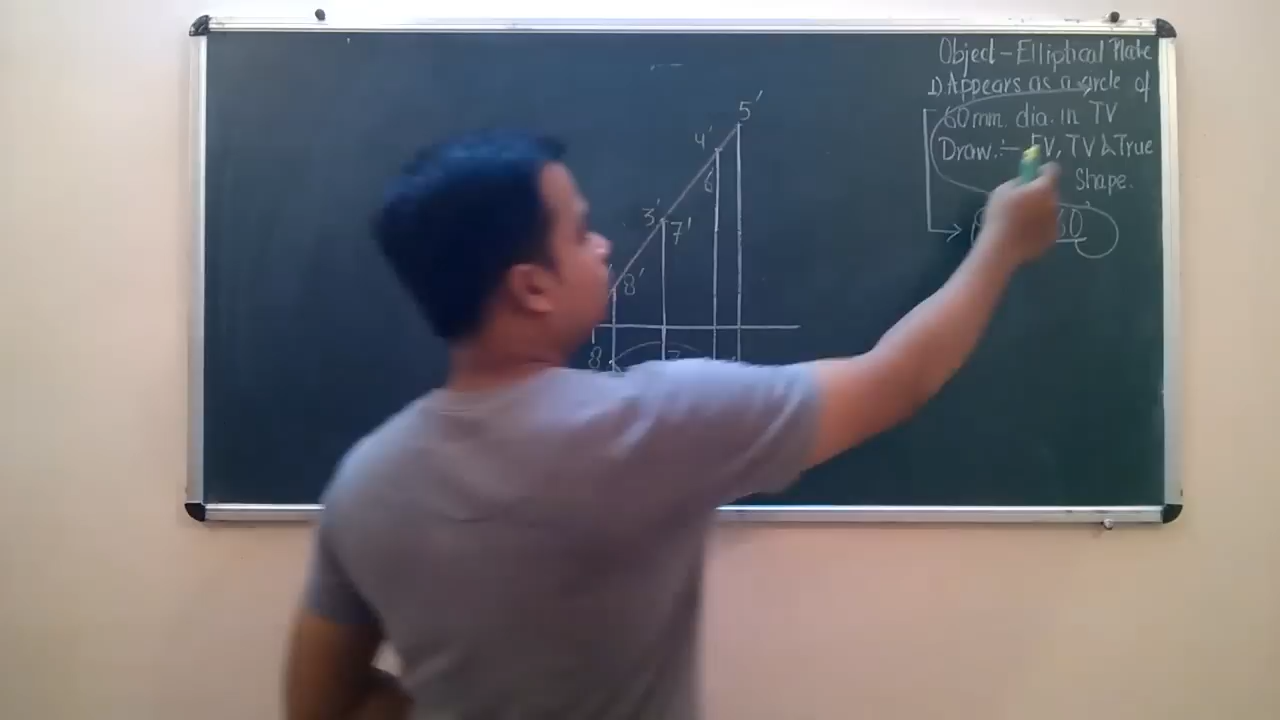 Object - Elliptical Plate
1) Appears as a circle of
60mm. dia. in TV
Draw :- FV, TV & True
Shape.
60
5'
4'
6
3'
7'
8'
8